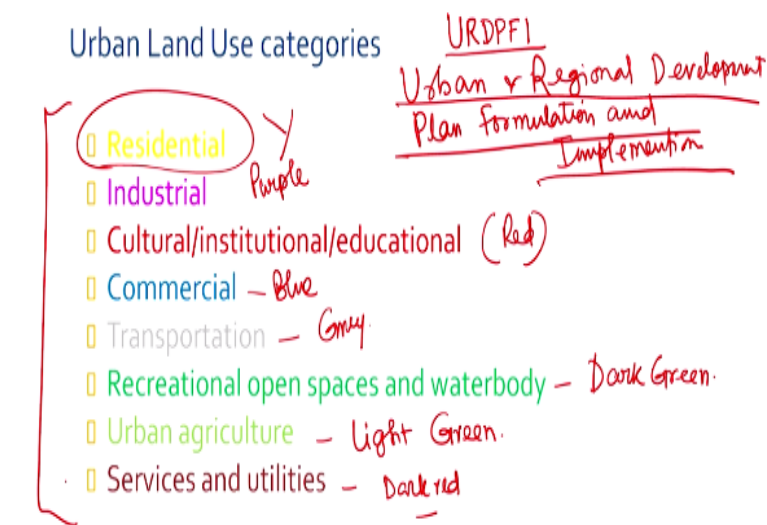 Urban Land Use categories
URDPFI
Urban & Regional Development
Plan formulation and
Implemention
Residential Y
Industrial Purple
Cultural/institutional/educational (Red)
Commercial – Blue
Transportation – Grey.
Recreational open spaces and waterbody – Dark Green.
Urban agriculture – Light Green.
Services and utilities – Dark red